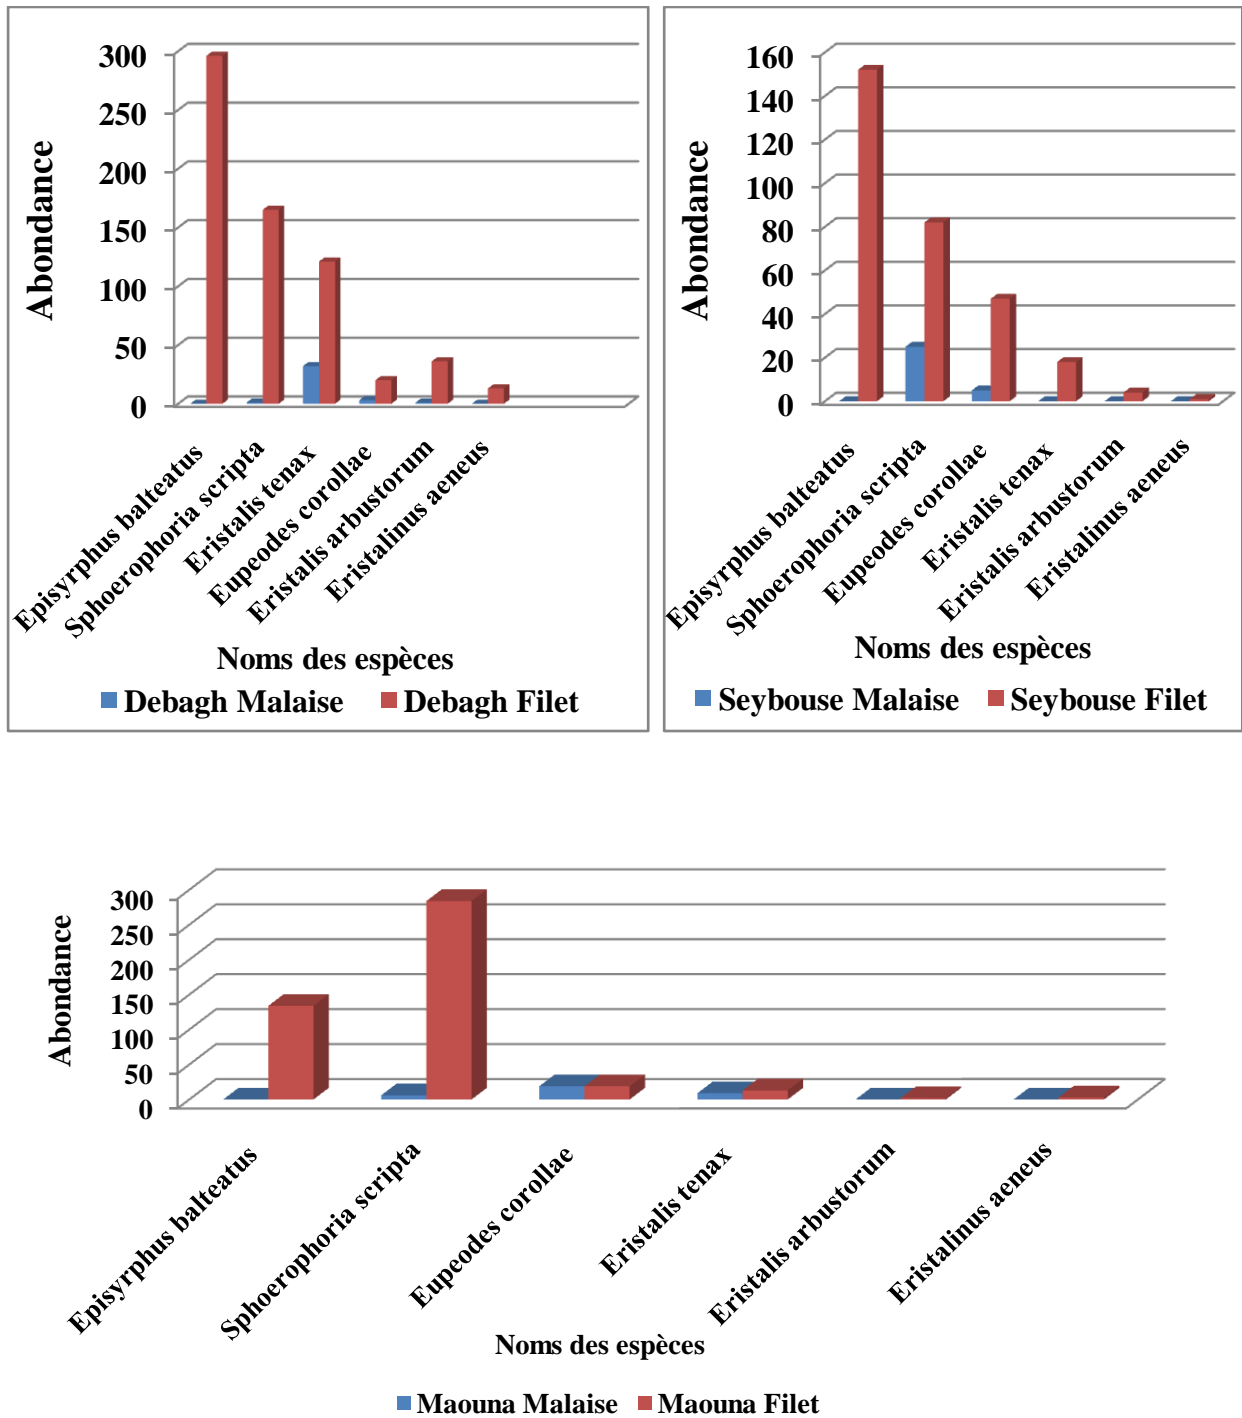 Abondance
300
250
200
150
100
50
0
Episyrphus balteatus
Sphoerophoria scripta
Eristalis tenax
Eupeodes corollae
Eristalis arbustorum
Eristalinus aeneus
Noms des espèces
Debagh Malaise Debagh Filet
Abondance
160
140
120
100
80
60
40
20
0
Episyrphus balteatus
Sphoerophoria scripta
Eupeodes corollae
Eristalis tenax
Eristalis arbustorum
Eristalinus aeneus
Noms des espèces
Seybouse Malaise Seybouse Filet
Abondance
300
250
200
150
100
50
0
Episyrphus balteatus
Sphoerophoria scripta
Eupeodes corollae
Eristalis tenax
Eristalis arbustorum
Eristalinus aeneus
Noms des espèces
Maouna Malaise Maouna Filet